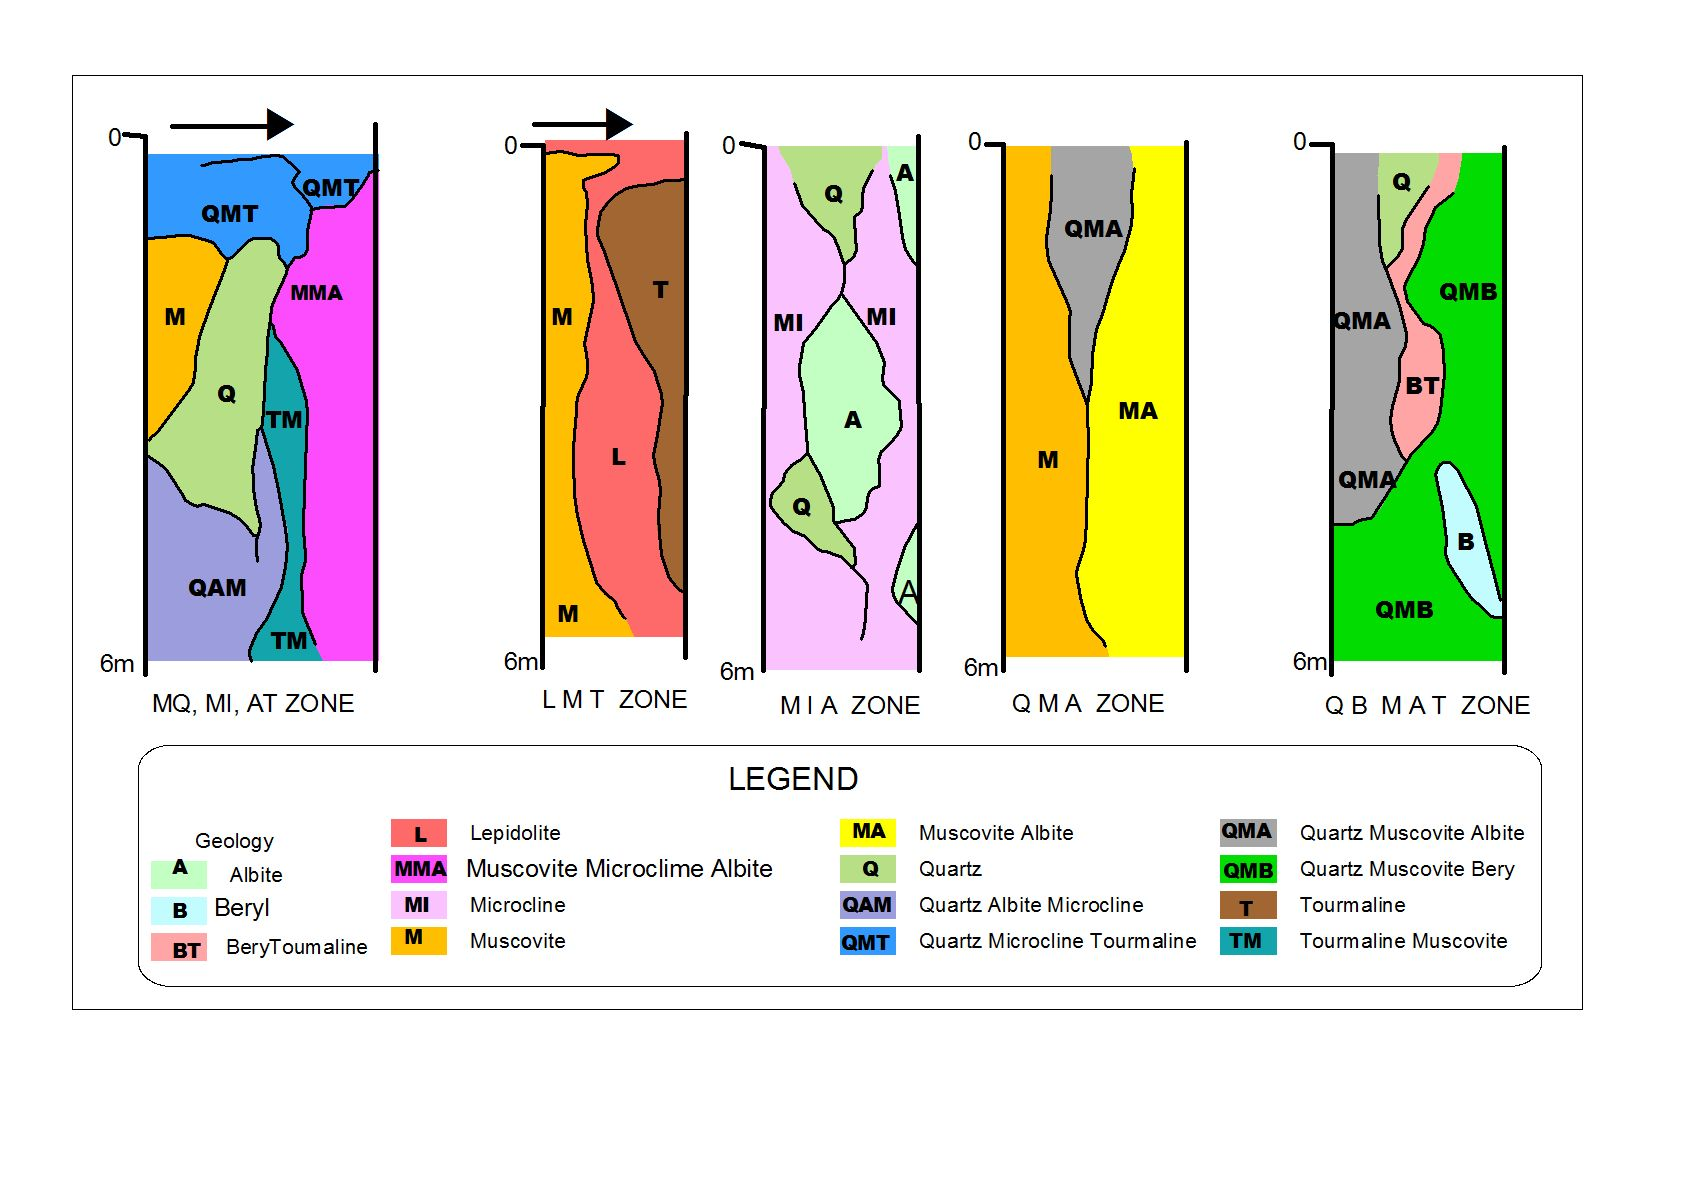 0
QMT
QMT
M
MMA
Q
TM
QAM
TM
6m
MQ, MI, AT ZONE
0
M
T
L
M
6m
L M T ZONE
0
Q
A
MI
MI
A
Q
A
6m
M I A ZONE
0
QMA
MA
M
6m
Q M A ZONE
0
Q
QMB
QMA
BT
QMA
B
QMB
6m
Q B M A T ZONE
LEGEND
Geology
A Albite
B Beryl
BT BeryToumaline
L Lepidolite
MMA Muscovite Microclime Albite
MI Microcline
M Muscovite
MA Muscovite Albite
Q Quartz
QAM Quartz Albite Microcline
QMT Quartz Microcline Tourmaline
QMA Quartz Muscovite Albite
QMB Quartz Muscovite Bery
T Tourmaline
TM Tourmaline Muscovite